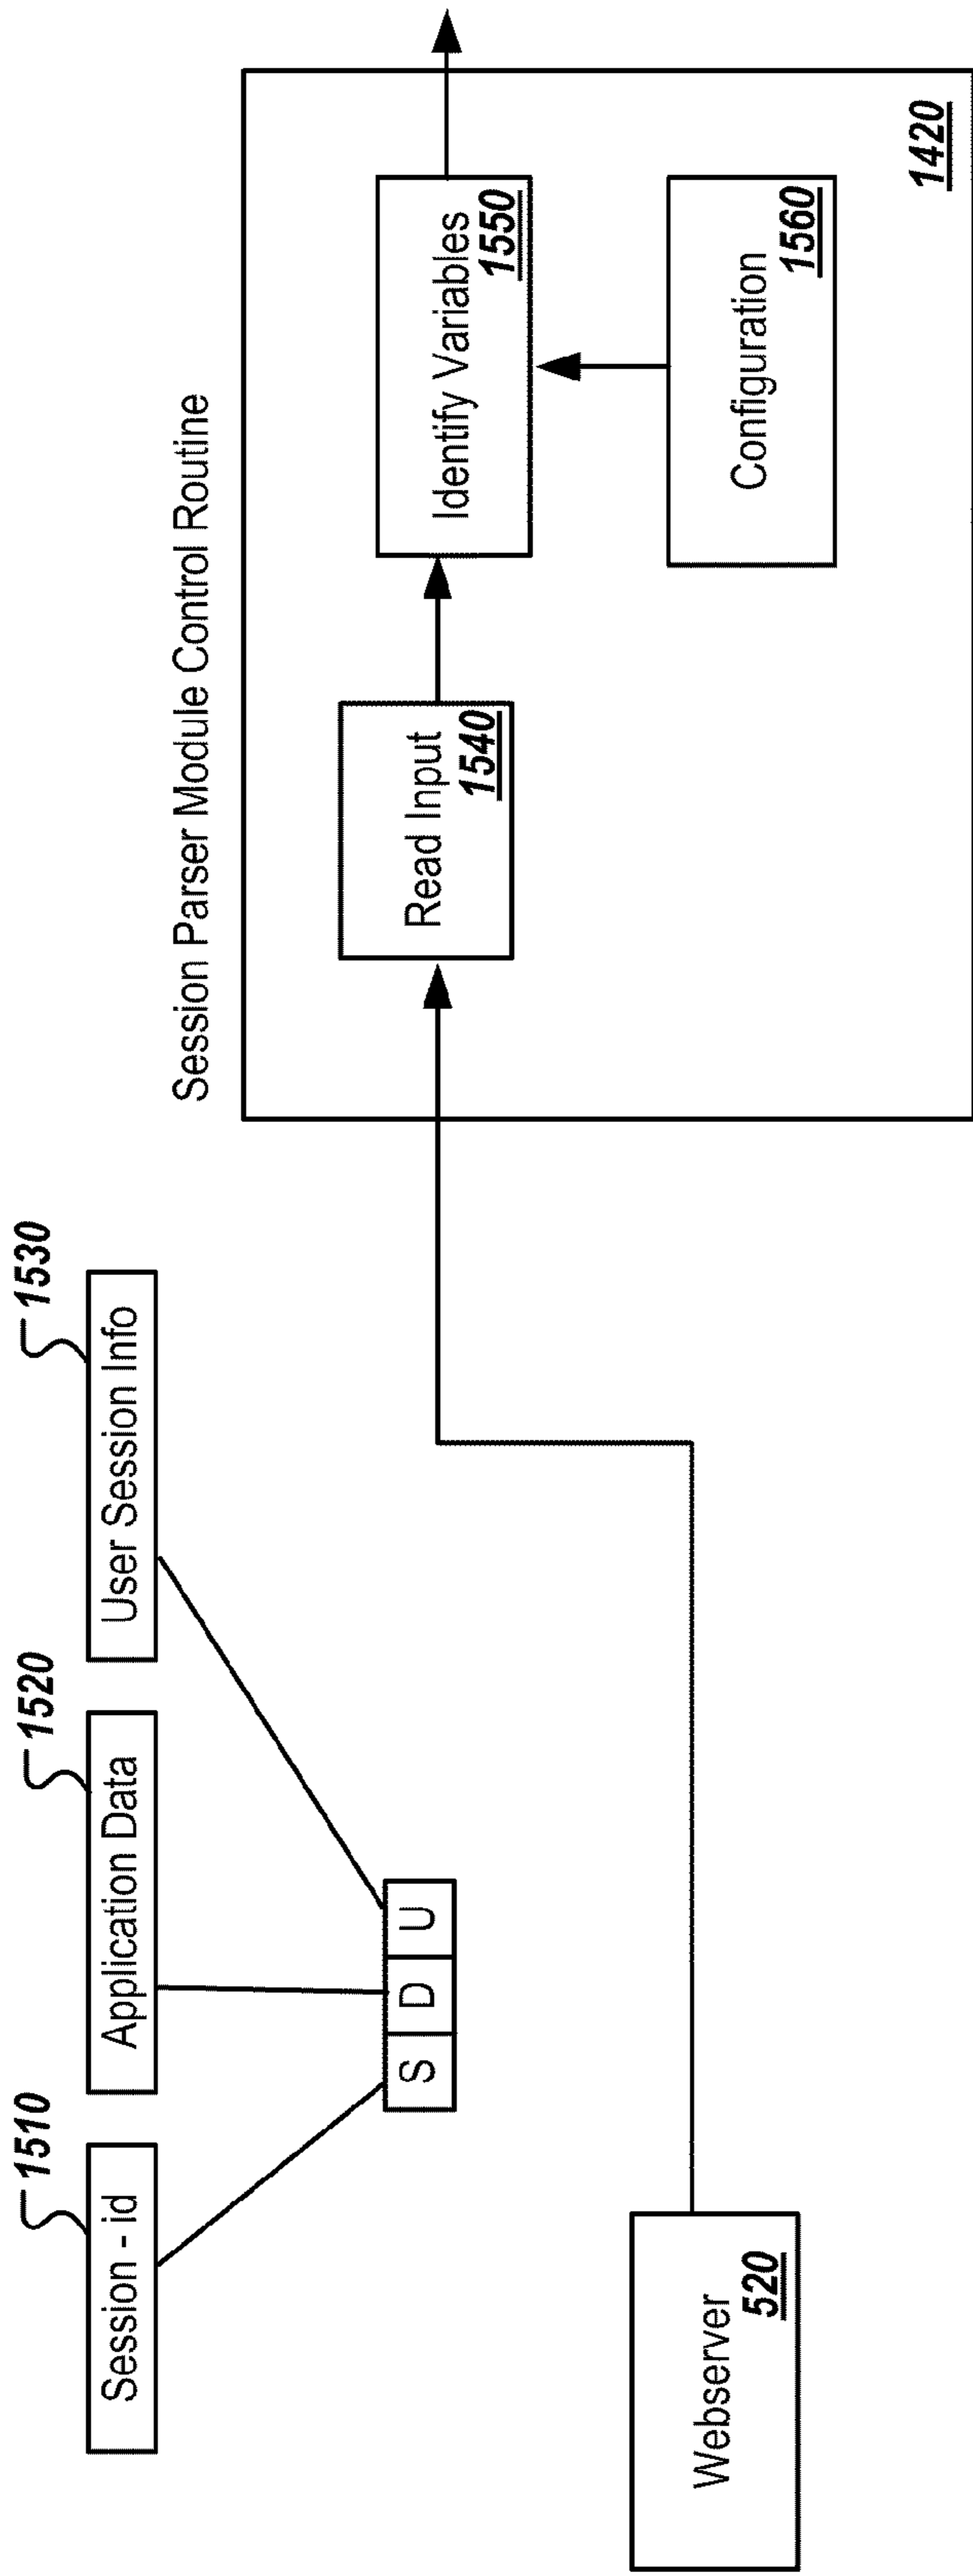 1510
1520
1530
Session - id
Application Data
User Session Info
S D U
Session Parser Module Control Routine
Webserver
520
Read Input
1540
Identify Variables
1550
Configuration
1560
1420